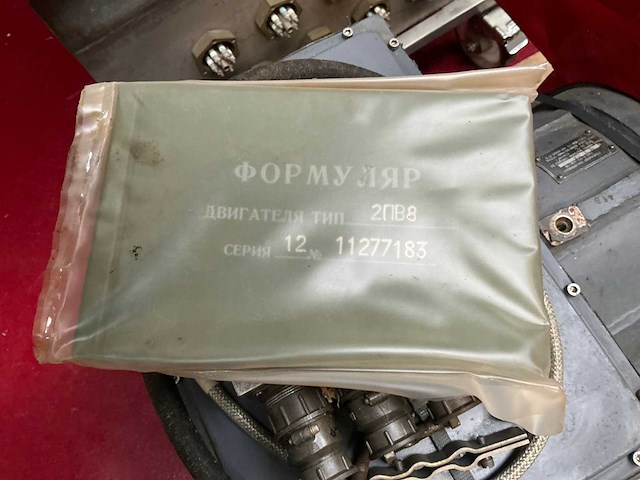 ФОРМУЛЯР
ДВИГАТЕЛЯ ТИП 2ПВ8
СЕРИЯ 12 № 11277183